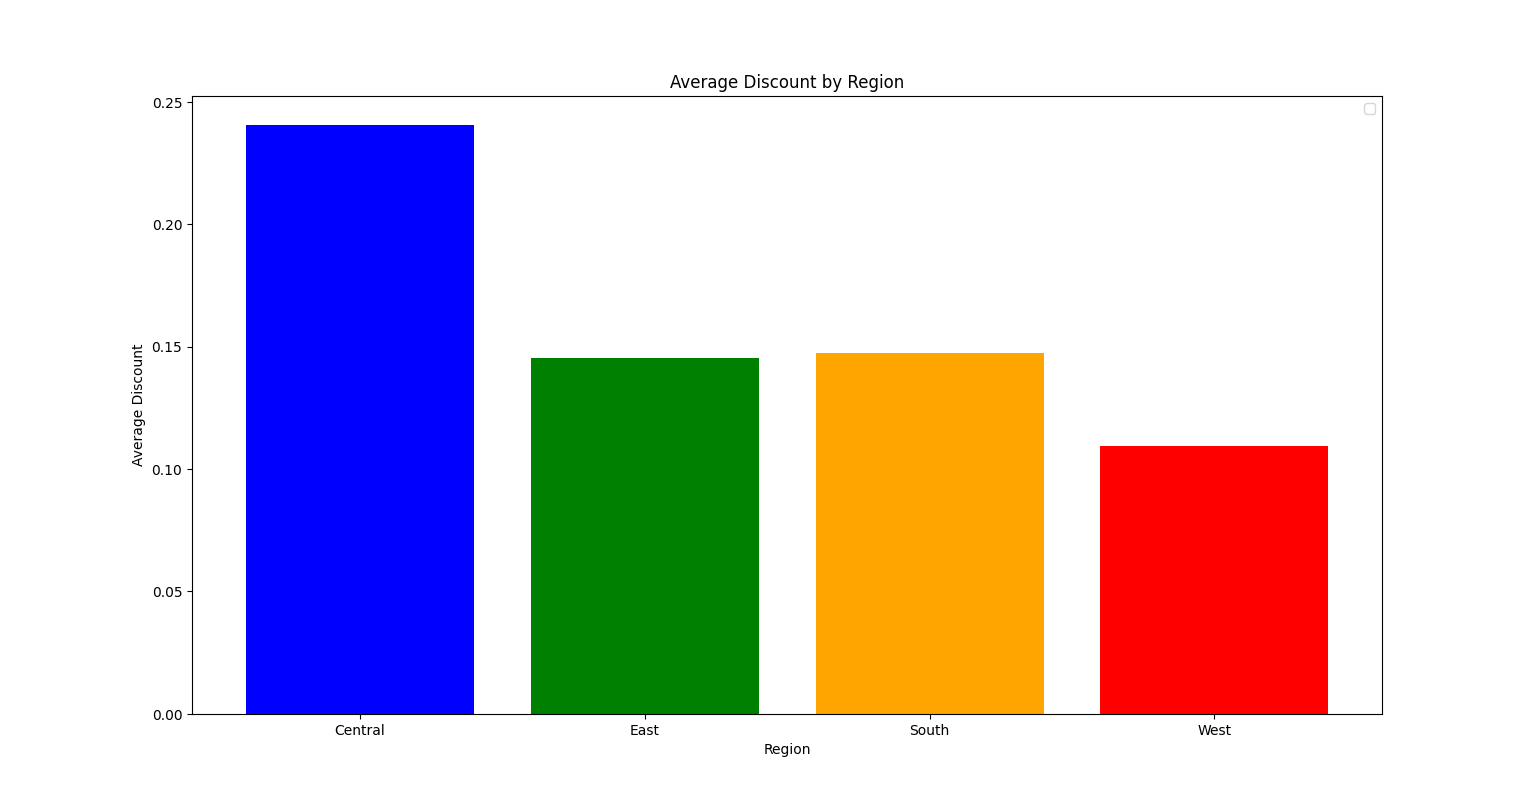 Average Discount by Region
0.25
0.20
0.15
0.10
0.05
0.00
Average Discount
Central
East
South
West
Region